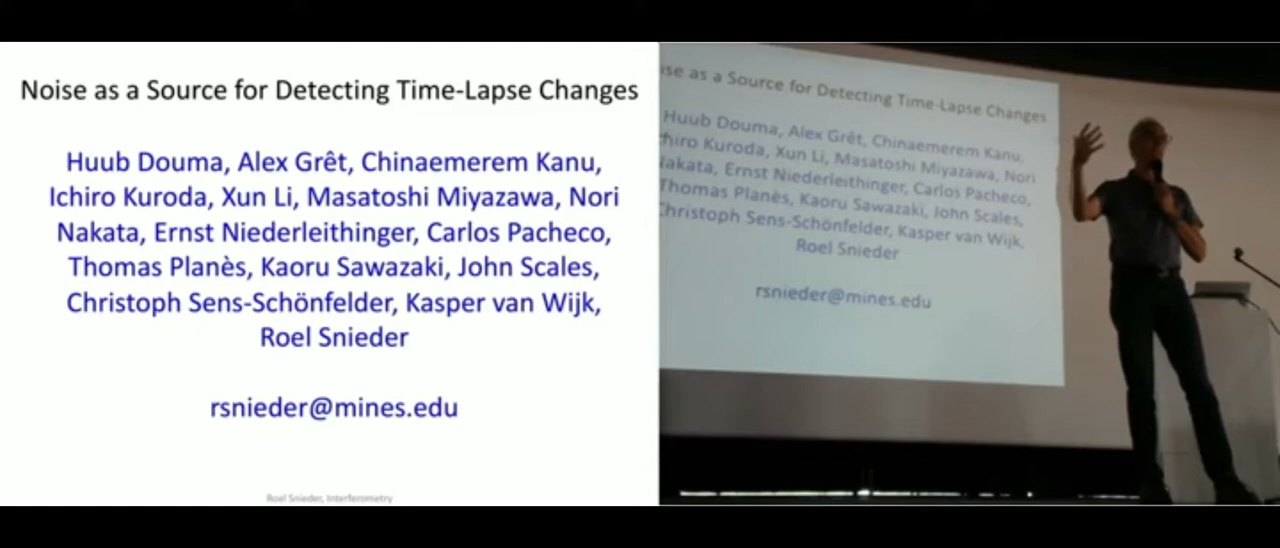 Noise as a Source for Detecting Time-Lapse Changes
Huub Douma, Alex Grêt, Chinaemerem Kanu,
Ichiro Kuroda, Xun Li, Masatoshi Miyazawa, Nori
Nakata, Ernst Niederleithinger, Carlos Pacheco,
Thomas Planès, Kaoru Sawazaki, John Scales,
Christoph Sens-Schönfelder, Kasper van Wijk,
Roel Snieder
rsnieder@mines.edu
Roel Snieder, Interferometry
ise as a Source for Detecting Time-Lapse Changes
Huub Douma, Alex Grêt, Chinaemerem Kanu,
hiro Kuroda, Xun Li, Masatoshi Miyazawa, Nori
Nakata, Ernst Niederleithinger, Carlos Pacheco,
Thomas Planès, Kaoru Sawazaki, John Scales,
Christoph Sens-Schönfelder, Kasper van Wijk,
Roel Snieder
rsnieder@mines.edu